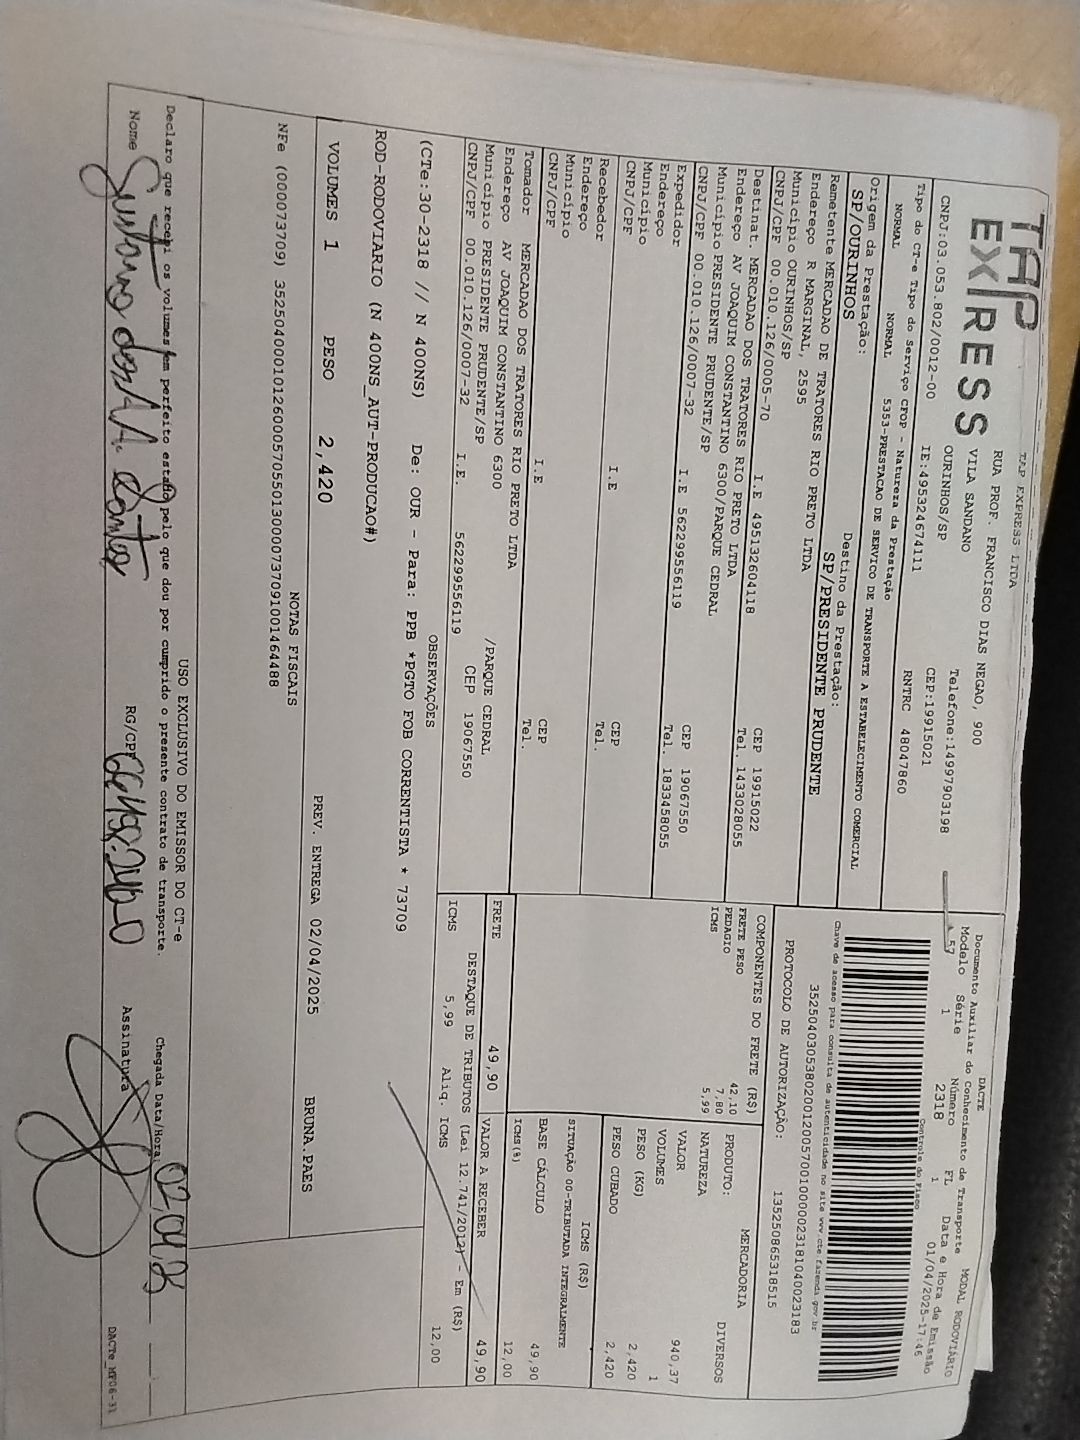 TAP EXPRESS
TAP EXPRESS LTDA
RUA PROF. FRANCISCO DIAS NEGAO, 900
VILA SANDANO
OURINHOS/SP
Telefone:14997903198
CEP:19915021
CNPJ:03.053.802/0012-00 IE:495324674111 RNTRC 48047860
DACTE MODAL RODOVIÁRIO
Documento Auxiliar do Conhecimento de Transporte
Modelo Série Número FL Data e Hora de Emissão
57 1 2318 1 01/04/2025-17:46
Controle do Fisco
Chave de acesso para consulta de autenticidade no site www.cte.fazenda.gov.br
35250403053802001200570010000023181040023183
PROTOCOLO DE AUTORIZAÇÃO: 135250865318515
Tipo do CT-e Tipo do Serviço CFOP - Natureza da Prestação
NORMAL NORMAL 5353-PRESTACAO DE SERVICO DE TRANSPORTE A ESTABELECIMENTO COMERCIAL
Origem da Prestação: Destino da Prestação:
SP/OURINHOS SP/PRESIDENTE PRUDENTE
Remetente MERCADAO DE TRATORES RIO PRETO LTDA
Endereço R MARGINAL, 2595
Município OURINHOS/SP CEP 19915022
CNPJ/CPF 00.010.126/0005-70 I.E 495132604118 Tel. 1433028055
Destinat. MERCADAO DOS TRATORES RIO PRETO LTDA
Endereço AV JOAQUIM CONSTANTINO 6300/PARQUE CEDRAL
Município PRESIDENTE PRUDENTE/SP CEP 19067550
CNPJ/CPF 00.010.126/0007-32 I.E 562299556119 Tel. 1833458055
Expedidor
Endereço
Município CEP
CNPJ/CPF I.E Tel.
Recebedor
Endereço
Município CEP
CNPJ/CPF I.E Tel.
Tomador MERCADAO DOS TRATORES RIO PRETO LTDA
Endereço AV JOAQUIM CONSTANTINO 6300 /PARQUE CEDRAL
Município PRESIDENTE PRUDENTE/SP CEP 19067550
CNPJ/CPF 00.010.126/0007-32 I.E. 562299556119
COMPONENTES DO FRETE (R$)
FRETE PESO 42,10
PEDAGIO 7,80
ICMS 5,99
PRODUTO: MERCADORIA
NATUREZA DIVERSOS
VALOR 940,37
VOLUMES 1
PESO (KG) 2,420
PESO CUBADO 2,420
ICMS (R$)
SITUAÇÃO 00-TRIBUTADA INTEGRALMENTE
BASE CÁLCULO 49,90
ICMS(%) 12,00
FRETE 49,90 VALOR A RECEBER 49,90
DESTAQUE DE TRIBUTOS (Lei 12.741/2012) - Em (R$)
ICMS 5,99 Aliq. ICMS 12,00
OBSERVAÇÕES
(CTe:30-2318 // N 400NS) De: OUR - Para: PPB *PGTO FOB CORRENTISTA * 73709
ROD-RODOVIARIO (N 400NS_AUT-PRODUCAO#)
VOLUMES 1 PESO 2,420 PREV. ENTREGA 02/04/2025 BRUNA.PAES
NOTAS FISCAIS
NFe (000073709) 35250400010126000570550130000737091001464488
USO EXCLUSIVO DO EMISSOR DO CT-e
Declaro que recebi os volumes em perfeito estado pelo que dou por cumprido o presente contrato de transporte.
Chegada Data/Hora: 02.04.25
Nome RG/CPF Assinatura
DACTe_MF06-31